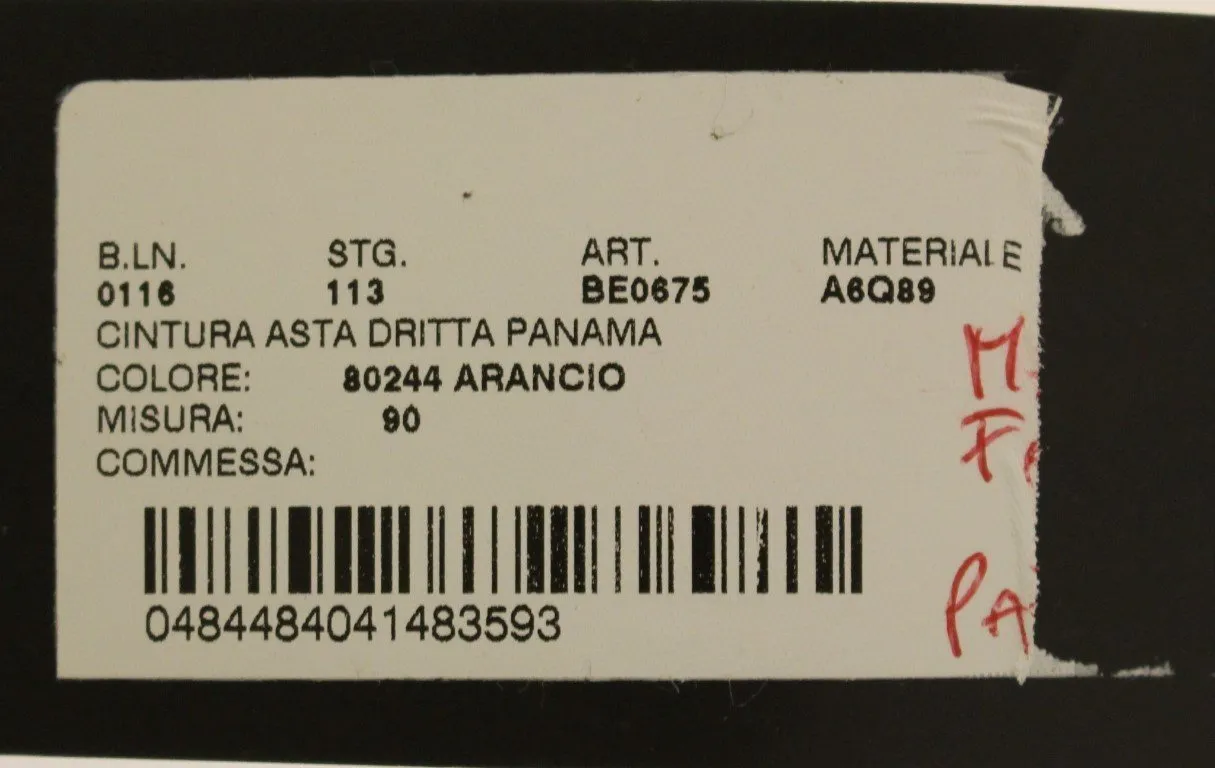 B.LN. STG. ART. MATERIALE
0116 113 BE0675 A6Q89
CINTURA ASTA DRITTA PANAMA
COLORE: 80244 ARANCIO
MISURA: 90
COMMESSA:
0484484041483593